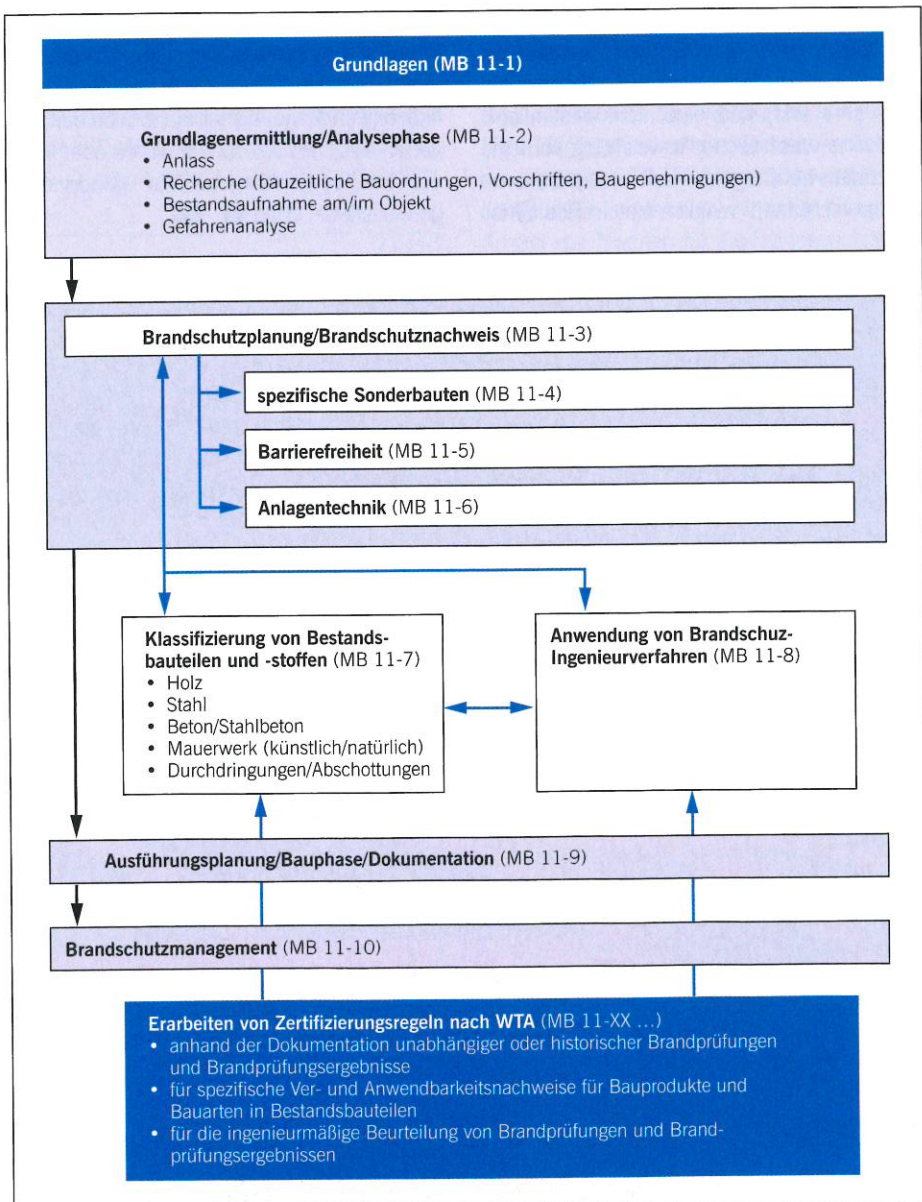 Grundlagen (MB 11-1)
Grundlagenermittlung/Analysephase (MB 11-2)
• Anlass
• Recherche (bauzeitliche Bauordnungen, Vorschriften, Baugenehmigungen)
• Bestandsaufnahme am/im Objekt
• Gefahrenanalyse
Brandschutzplanung/Brandschutznachweis (MB 11-3)
spezifische Sonderbauten (MB 11-4)
Barrierefreiheit (MB 11-5)
Anlagentechnik (MB 11-6)
Klassifizierung von Bestands-
bauteilen und -stoffen (MB 11-7)
• Holz
• Stahl
• Beton/Stahlbeton
• Mauerwerk (künstlich/natürlich)
• Durchdringungen/Abschottungen
Anwendung von Brandschuz-
Ingenieurverfahren (MB 11-8)
Ausführungsplanung/Bauphase/Dokumentation (MB 11-9)
Brandschutzmanagement (MB 11-10)
Erarbeiten von Zertifizierungsregeln nach WTA (MB 11-XX ...)
• anhand der Dokumentation unabhängiger oder historischer Brandprüfungen
und Brandprüfungsergebnisse
• für spezifische Ver- und Anwendbarkeitsnachweise für Bauprodukte und
Bauarten in Bestandsbauteilen
• für die ingenieurmäßige Beurteilung von Brandprüfungen und Brand-
prüfungsergebnissen